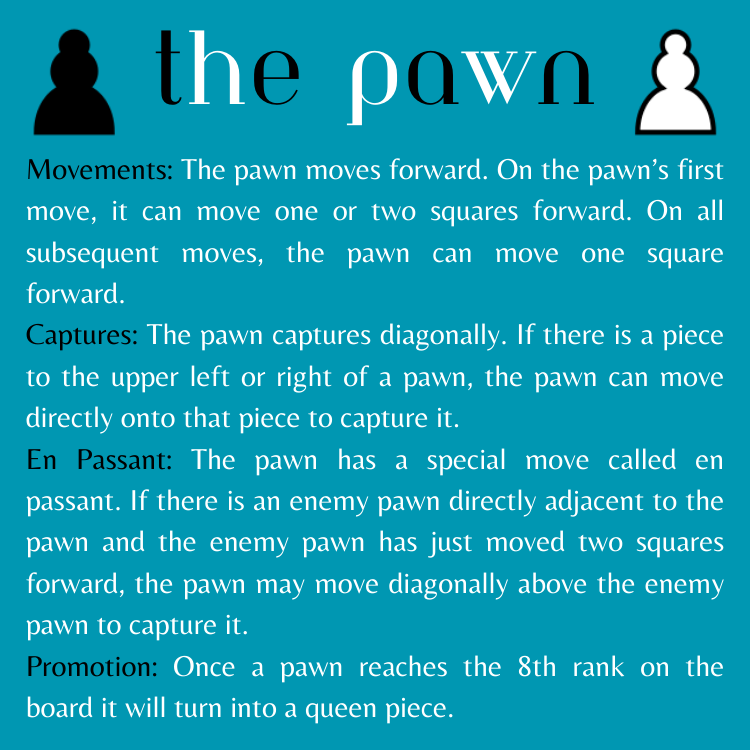 the pawn
Movements: The pawn moves forward. On the pawn's first
move, it can move one or two squares forward. On all
subsequent moves, the pawn can move one square
forward.
Captures: The pawn captures diagonally. If there is a piece
to the upper left or right of a pawn, the pawn can move
directly onto that piece to capture it.
En Passant: The pawn has a special move called en
passant. If there is an enemy pawn directly adjacent to the
pawn and the enemy pawn has just moved two squares
forward, the pawn may move diagonally above the enemy
pawn to capture it.
Promotion: Once a pawn reaches the 8th rank on the
board it will turn into a queen piece.